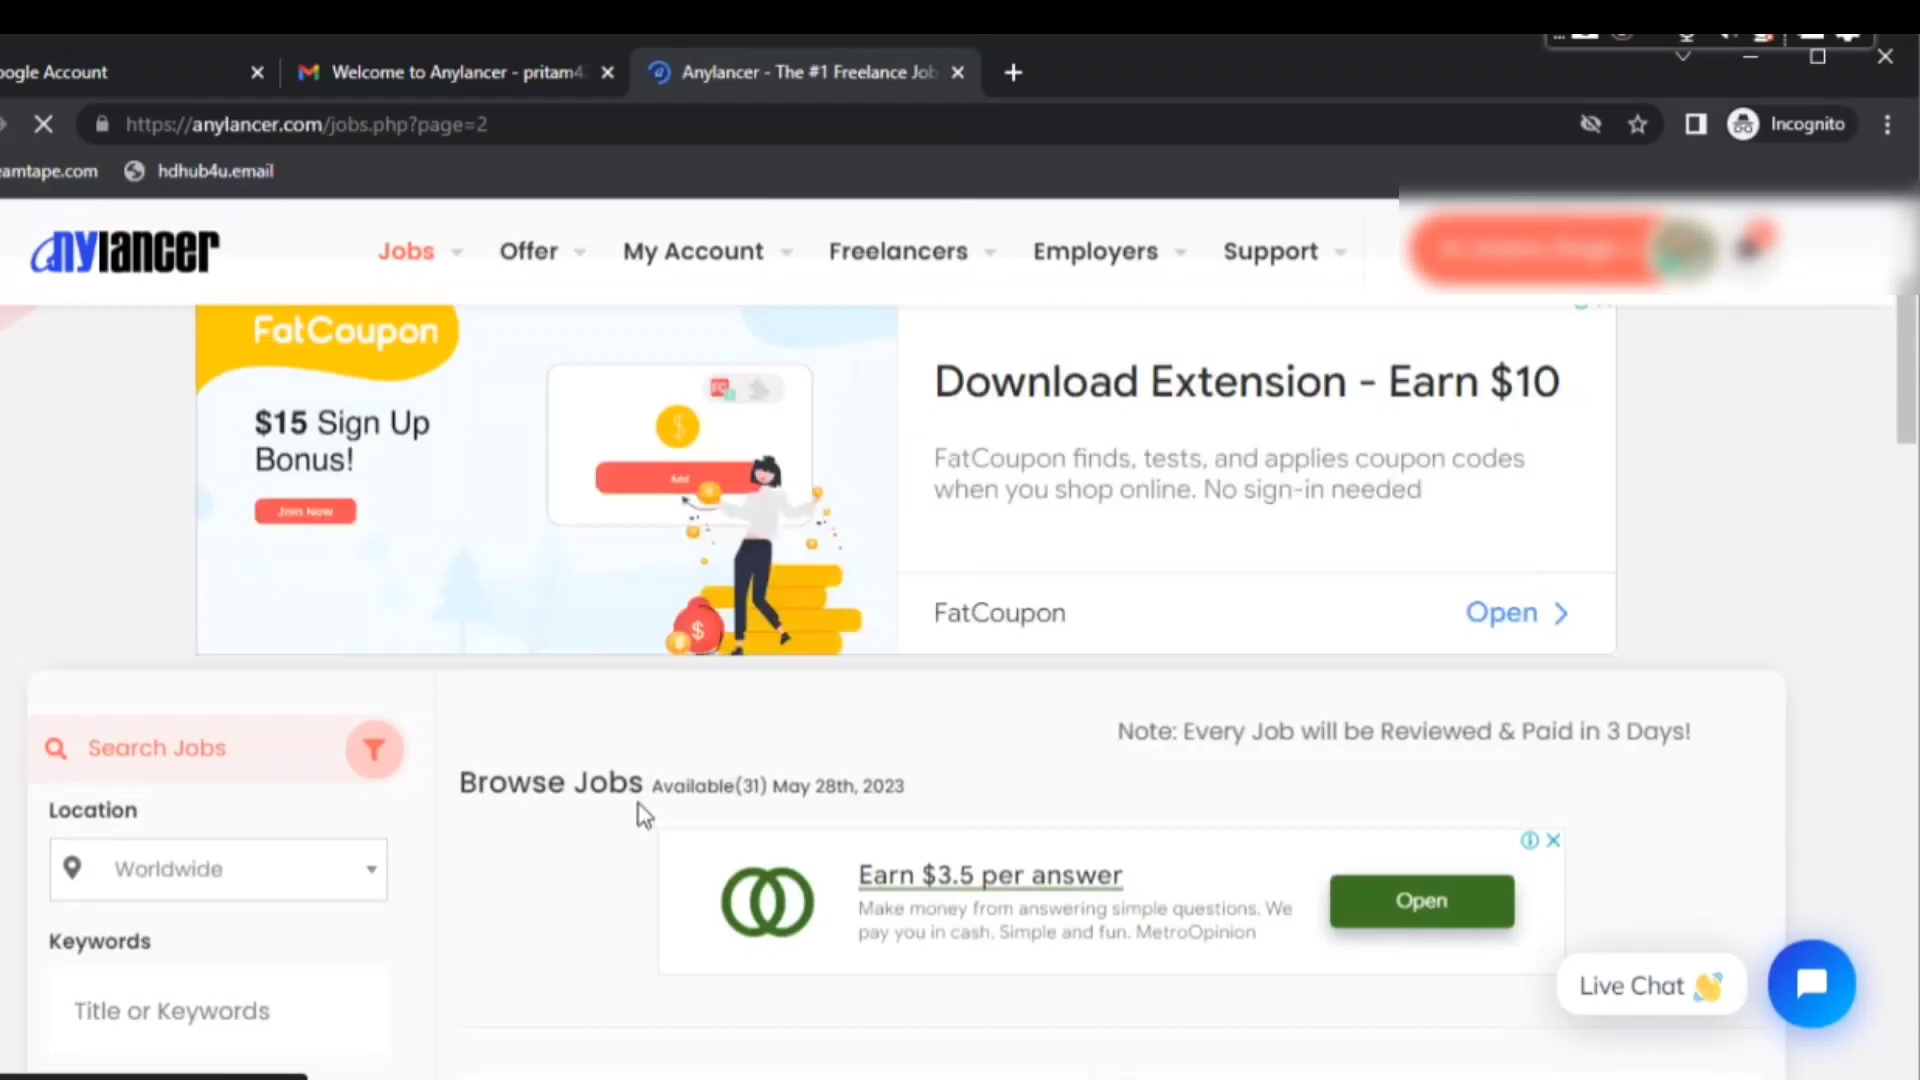 oogle Account
Welcome to Anylancer - pritam4
Anylancer - The #1 Freelance Job
https://anylancer.com/jobs.php?page=2
Incognito
eamtape.com
hdhub4u.email
anylancer
Jobs
Offer
My Account
Freelancers
Employers
Support
FatCoupon
$15 Sign Up
Bonus!
Join Now
FC
$
Add
$
Download Extension - Earn $10
FatCoupon finds, tests, and applies coupon codes
when you shop online. No sign-in needed
FatCoupon
Open
Search Jobs
Note: Every Job will be Reviewed & Paid in 3 Days!
Browse Jobs Available(31) May 28th, 2023
Location
Worldwide
Earn $3.5 per answer
Make money from answering simple questions. We
pay you in cash. Simple and fun. MetroOpinion
Open
Keywords
Title or Keywords
Live Chat